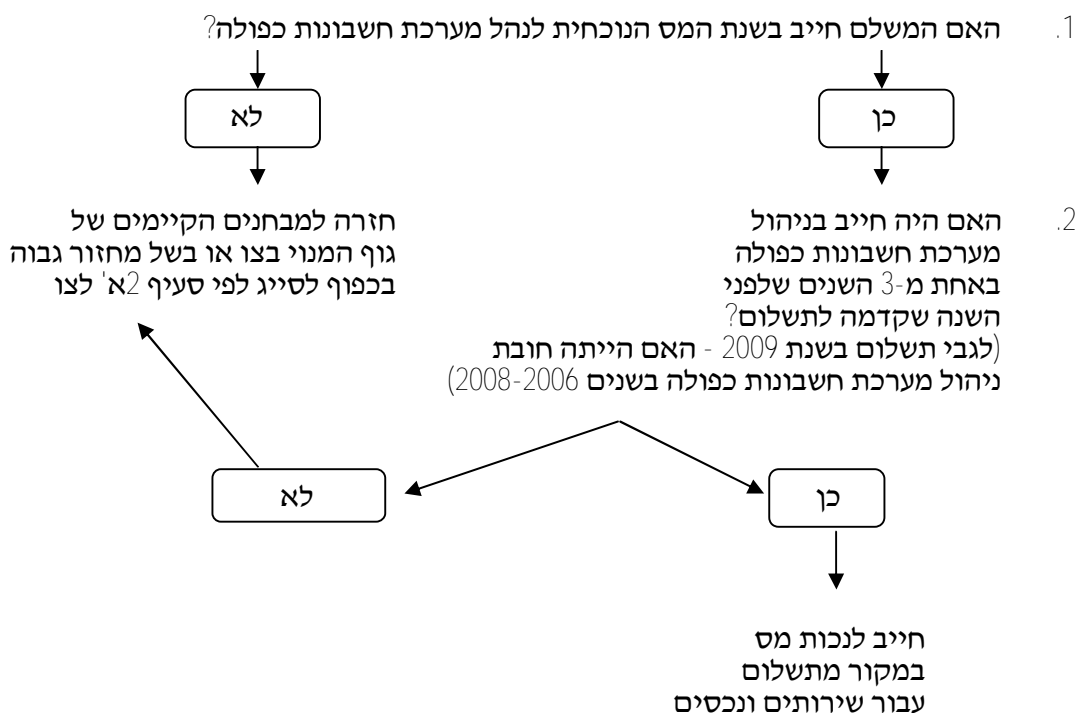 1. האם המשלם חייב בשנת המס הנוכחית לנהל מערכת חשבונות כפולה?
כן
לא
2. האם היה חייב בניהול
מערכת חשבונות כפולה
באחת מ-3 השנים שלפני
השנה שקדמה לתשלום?
(לגבי תשלום בשנת 2009 - האם הייתה חובת
ניהול מערכת חשבונות כפולה בשנים 2008-2006)
חזרה למבחנים הקיימים של
גוף המנוי בצו או בשל מחזור גבוה
בכפוף לסייג לפי סעיף 2א' לצו
כן
לא
חייב לנכות מס
במקור מתשלום
עבור שירותים ונכסים